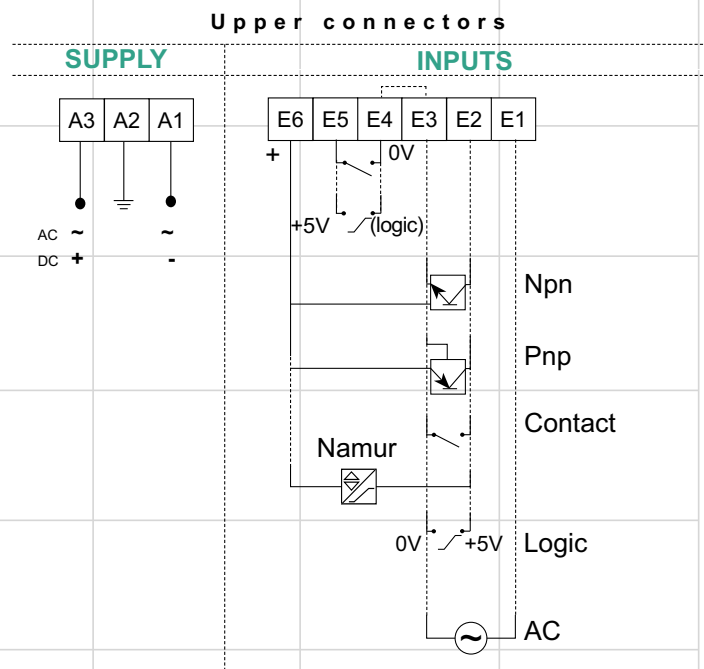 Upper connectors
SUPPLY
INPUTS
A3 A2 A1
E6 E5 E4 E3 E2 E1
+
0V
+5V
(logic)
AC ~ ~
DC + -
Npn
Pnp
Contact
Namur
0V
+5V
Logic
~
AC